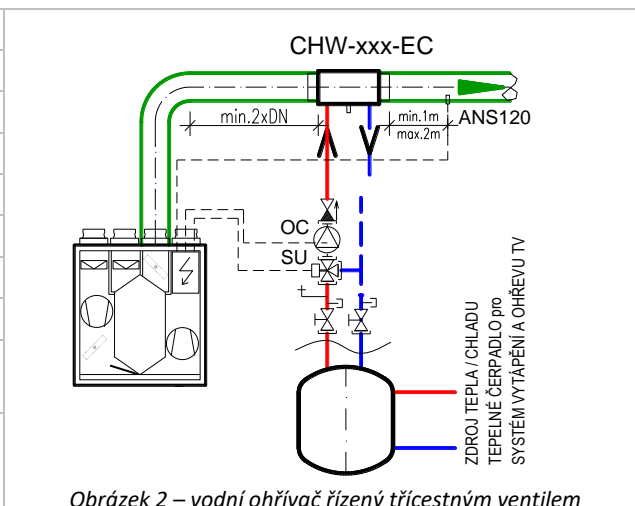 CHW-xxx-EC
min.2xDN
min.1m
max.2m
ANS120
OC
SU
ZDROJ TEPLA / CHLADU
TEPELNÉ ČERPADLO pro
SYSTÉM VYTÁPĚNÍ A OHŘEVU TV
Obrázek 2 – vodní ohřívač řízený třícestným ventilem